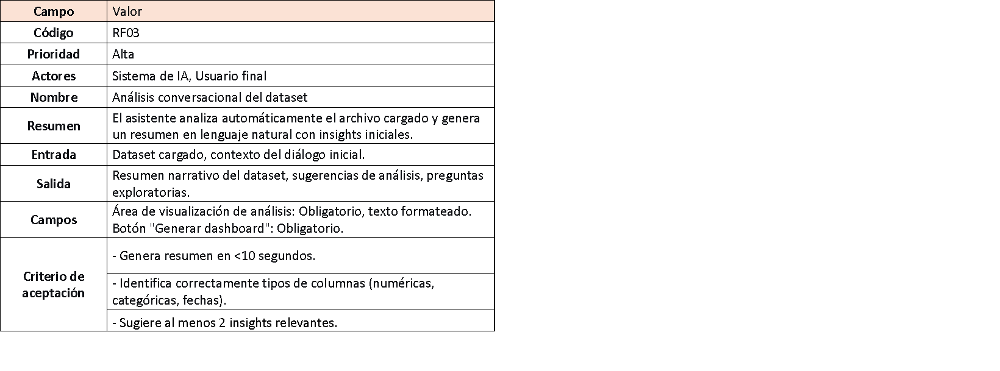 Campo Valor
Código RF03
Prioridad Alta
Actores Sistema de IA, Usuario final
Nombre Análisis conversacional del dataset
Resumen El asistente analiza automáticamente el archivo cargado y genera
un resumen en lenguaje natural con insights iniciales.
Entrada Dataset cargado, contexto del diálogo inicial.
Salida Resumen narrativo del dataset, sugerencias de análisis, preguntas
exploratorias.
Campos Área de visualización de análisis: Obligatorio, texto formateado.
Botón "Generar dashboard": Obligatorio.
Criterio de
aceptación
- Genera resumen en <10 segundos.
- Identifica correctamente tipos de columnas (numéricas,
categóricas, fechas).
- Sugiere al menos 2 insights relevantes.